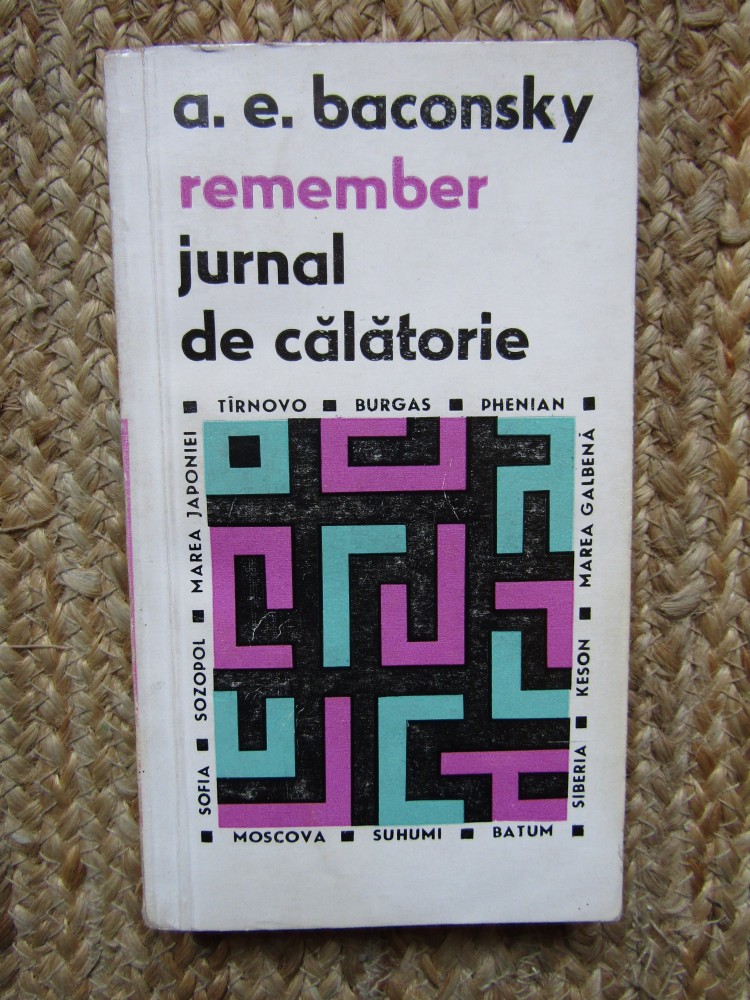 a. e. baconsky
remember
jurnal
de călătorie
TÎRNOVO ■ BURGAS ■ PHENIAN
MAREA GALBENĂ
KESON
SIBERIA
MOSCOVA ■ SUHUMI ■ BATUM
SOFIA ■ SOZOPOL ■ MAREA JAPONIEI